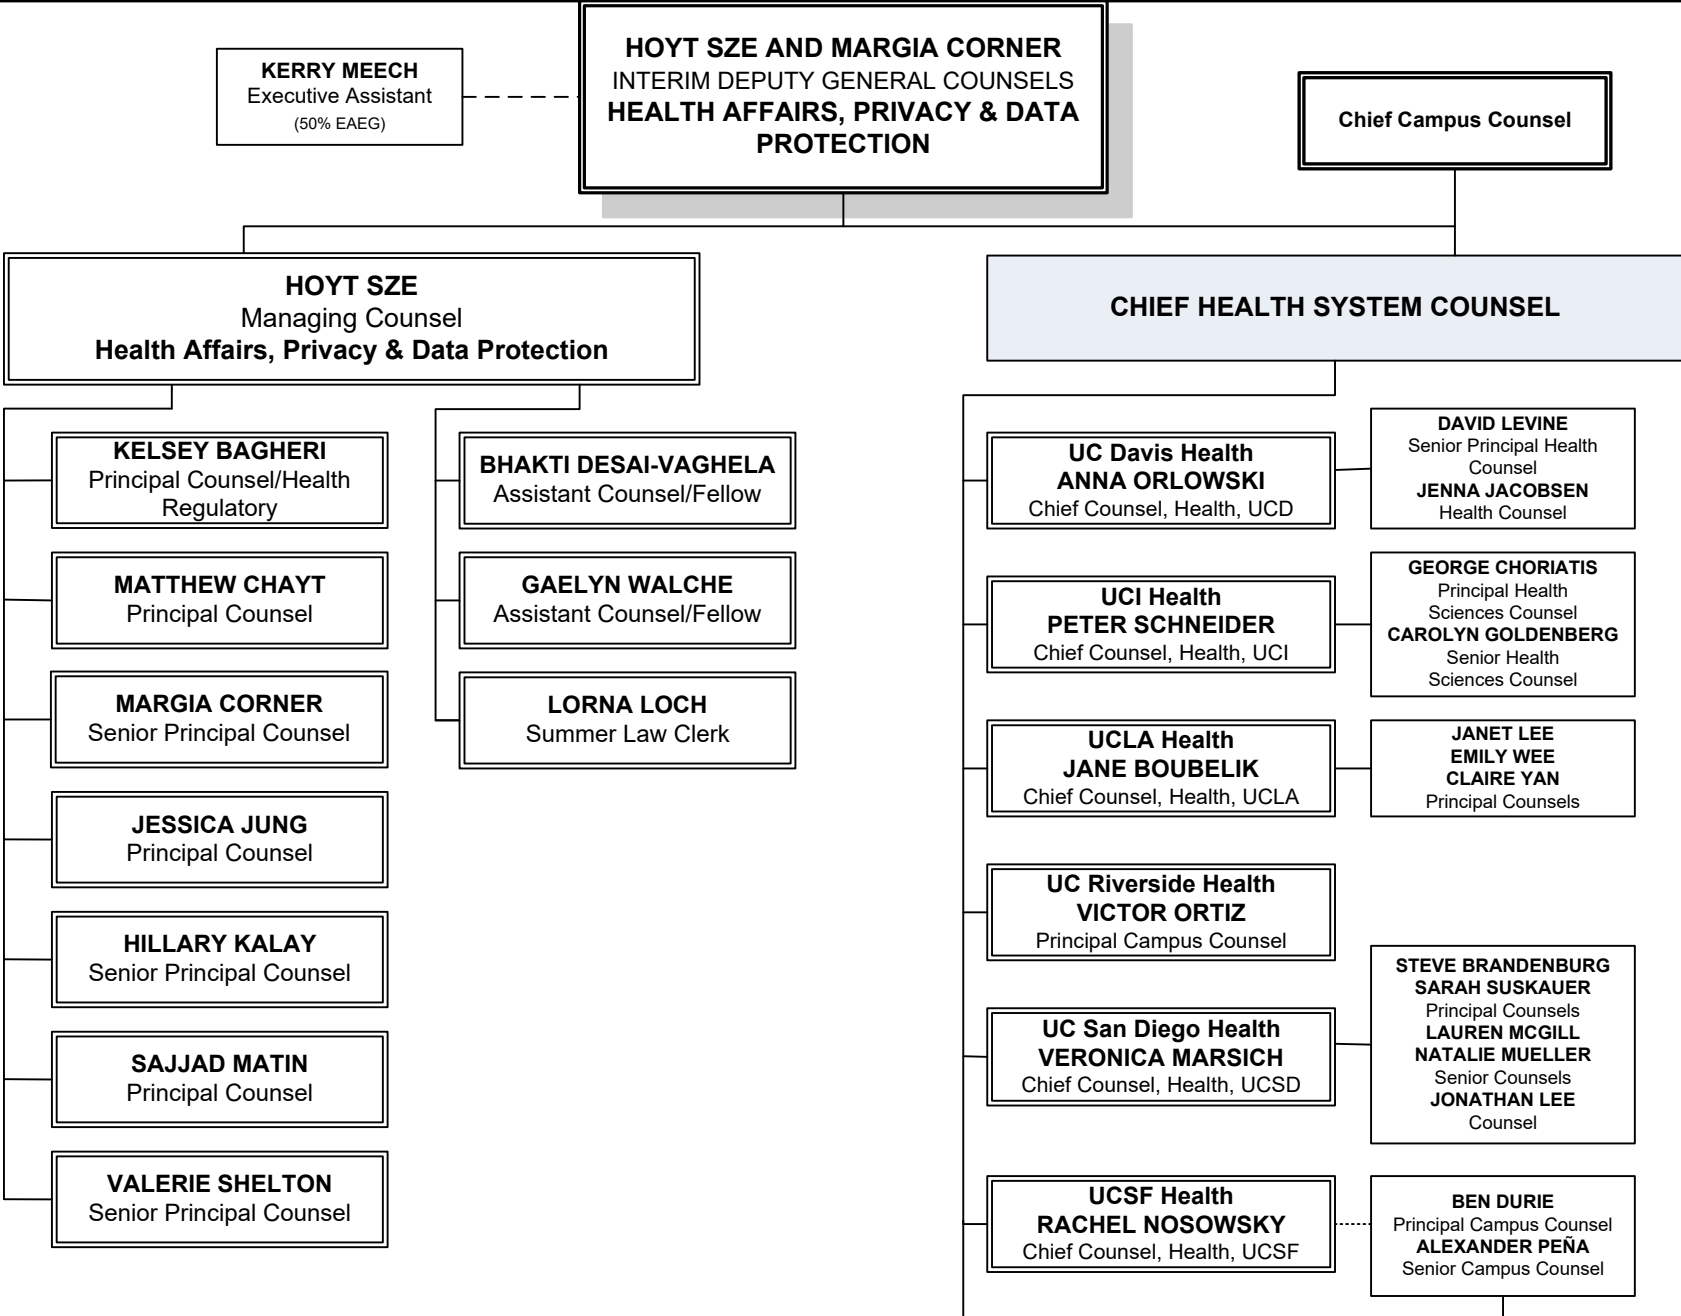 KERRY MEECH
Executive Assistant
(50% EAEG)
HOYT SZE AND MARGIA CORNER
INTERIM DEPUTY GENERAL COUNSELS
HEALTH AFFAIRS, PRIVACY & DATA
PROTECTION
Chief Campus Counsel
HOYT SZE
Managing Counsel
Health Affairs, Privacy & Data Protection
KELSEY BAGHERI
Principal Counsel/Health
Regulatory
MATTHEW CHAYT
Principal Counsel
MARGIA CORNER
Senior Principal Counsel
JESSICA JUNG
Principal Counsel
HILLARY KALAY
Senior Principal Counsel
SAJJAD MATIN
Principal Counsel
VALERIE SHELTON
Senior Principal Counsel
BHAKTI DESAI-VAGHELA
Assistant Counsel/Fellow
GAELYN WALCHE
Assistant Counsel/Fellow
LORNA LOCH
Summer Law Clerk
CHIEF HEALTH SYSTEM COUNSEL
UC Davis Health
ANNA ORLOWSKI
Chief Counsel, Health, UCD
DAVID LEVINE
Senior Principal Health
Counsel
JENNA JACOBSEN
Health Counsel
UCI Health
PETER SCHNEIDER
Chief Counsel, Health, UCI
GEORGE CHORIATIS
Principal Health
Sciences Counsel
CAROLYN GOLDENBERG
Senior Health
Sciences Counsel
UCLA Health
JANE BOUBELIK
Chief Counsel, Health, UCLA
JANET LEE
EMILY WEE
CLAIRE YAN
Principal Counsels
UC Riverside Health
VICTOR ORTIZ
Principal Campus Counsel
UC San Diego Health
VERONICA MARSICH
Chief Counsel, Health, UCSD
STEVE BRANDENBURG
SARAH SUSKAUER
Principal Counsels
LAUREN MCGILL
NATALIE MUELLER
Senior Counsels
JONATHAN LEE
Counsel
UCSF Health
RACHEL NOSOWSKY
Chief Counsel, Health, UCSF
BEN DURIE
Principal Campus Counsel
ALEXANDER PEÑA
Senior Campus Counsel